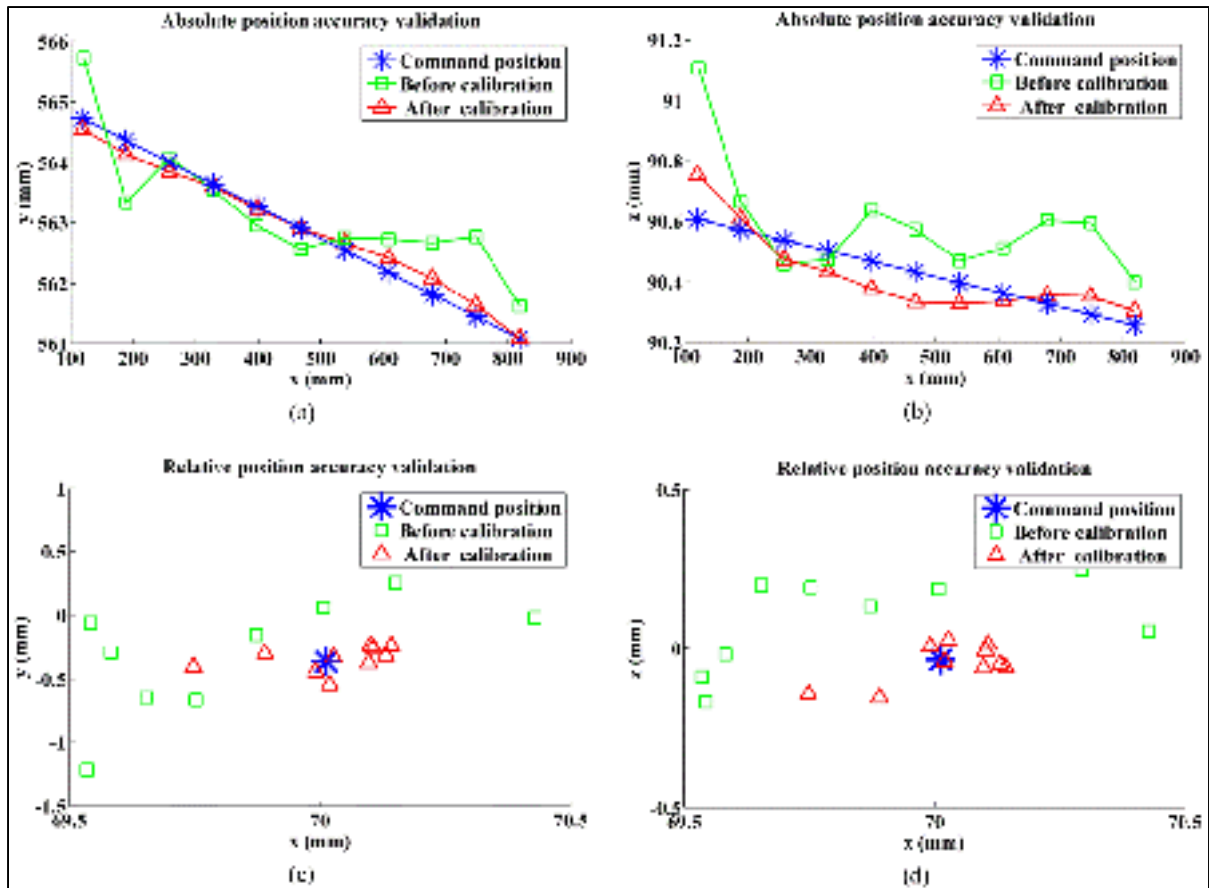 Absolute position accuracy validation
566
565
564
563
562
561
y (mm)
Command position
Before calibration
After calibration
100 200 300 400 500 600 700 800 900
x (mm)
(a)
Absolute position accuracy validation
91.2
91
90.8
90.6
90.4
90.2
z (mm)
Command position
Before calibration
After calibration
100 200 300 400 500 600 700 800 900
x (mm)
(b)
Relative position accuracy validation
1
0.5
0
-0.5
-1
-1.5
y (mm)
Command position
Before calibration
After calibration
69.5 70 70.5
x (mm)
(c)
Relative position accuracy validation
0.5
0
-0.5
z (mm)
Command position
Before calibration
After calibration
69.5 70 70.5
x (mm)
(d)